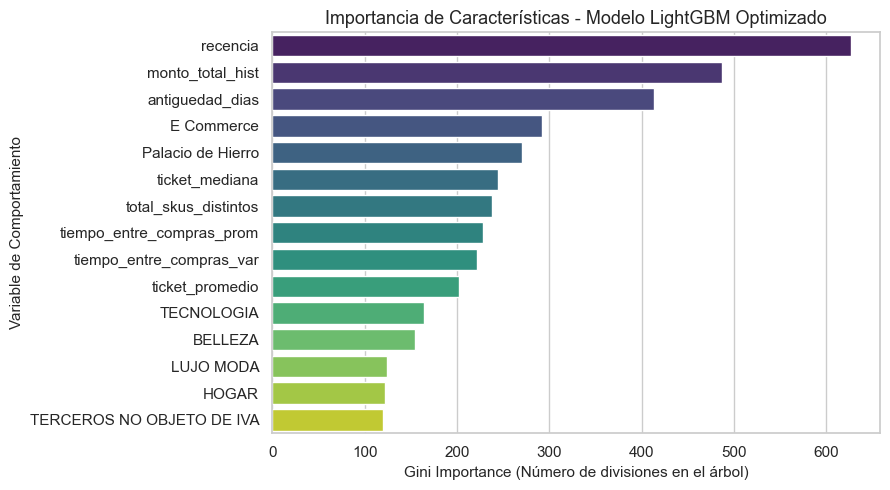 Importancia de Características - Modelo LightGBM Optimizado
Variable de Comportamiento
recencia
monto_total_hist
antiguedad_dias
E Commerce
Palacio de Hierro
ticket_mediana
total_skus_distintos
tiempo_entre_compras_prom
tiempo_entre_compras_var
ticket_promedio
TECNOLOGIA
BELLEZA
LUJO MODA
HOGAR
TERCEROS NO OBJETO DE IVA
0 100 200 300 400 500 600
Gini Importance (Número de divisiones en el árbol)